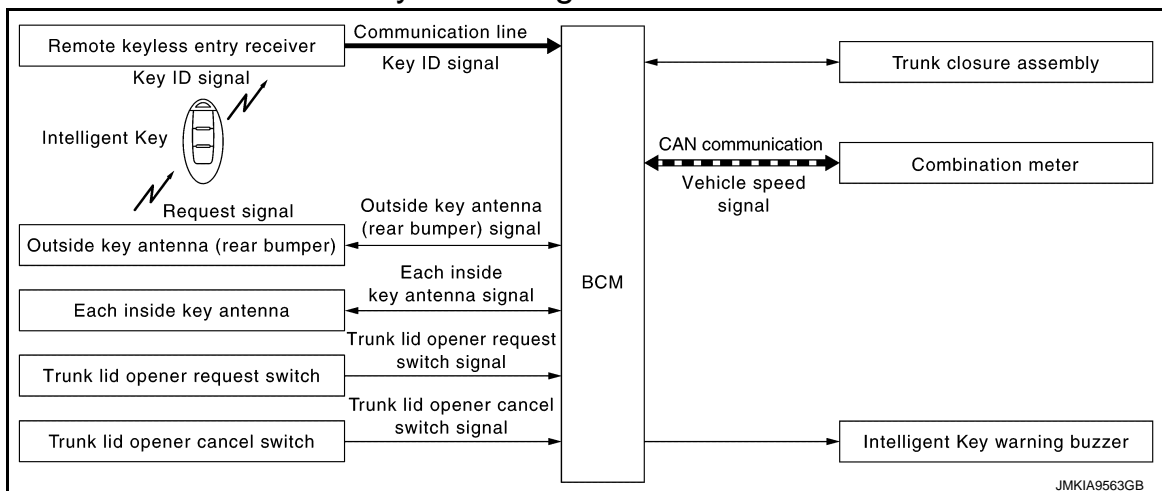 Remote keyless entry receiver
Communication line
Key ID signal
Key ID signal
Intelligent Key
Request signal
Outside key antenna (rear bumper)
Outside key antenna
(rear bumper) signal
Each inside key antenna
Each inside
key antenna signal
Trunk lid opener request switch
Trunk lid opener request
switch signal
Trunk lid opener cancel switch
Trunk lid opener cancel
switch signal
BCM
Trunk closure assembly
CAN communication
Vehicle speed
signal
Combination meter
Intelligent Key warning buzzer
JMKIA9563GB